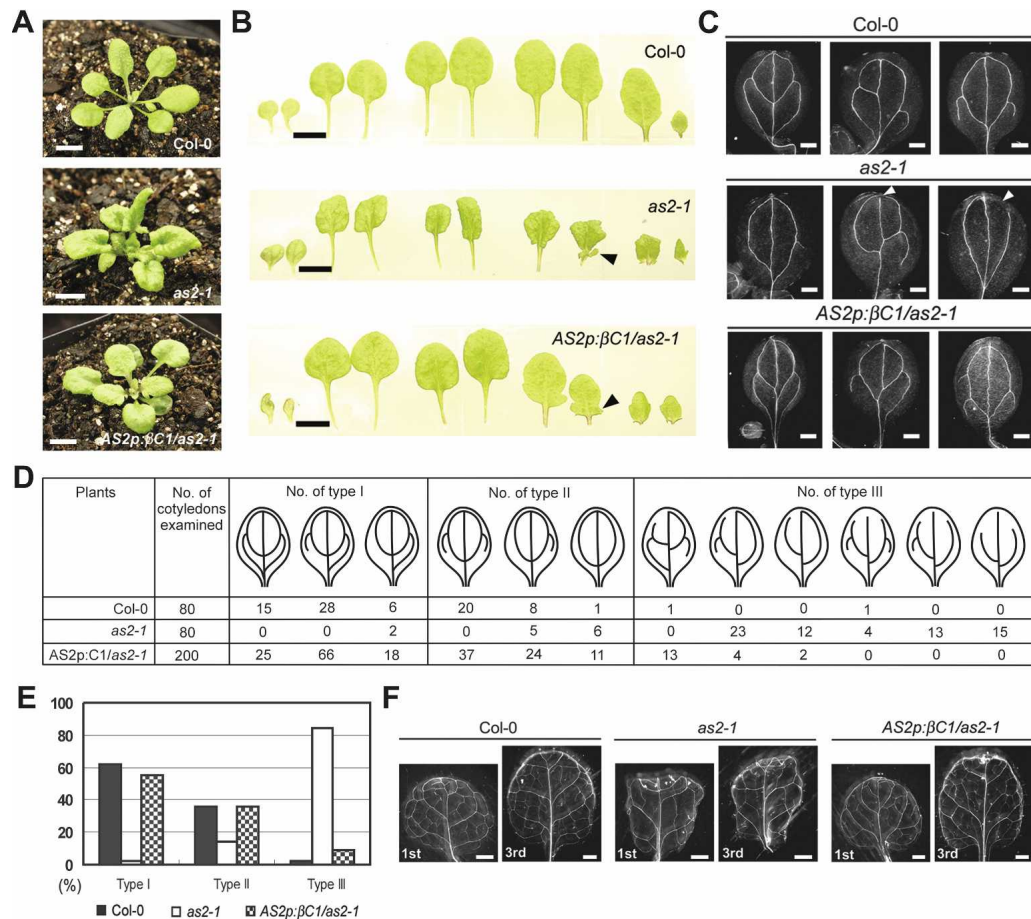 A
Col-0
as2-1
AS2p:βC1/as2-1
B
Col-0
as2-1
AS2p:βC1/as2-1
C
Col-0
as2-1
AS2p:βC1/as2-1
D
Plants No. of cotyledons examined No. of type I No. of type II No. of type III
Col-0 80 15 28 6 20 8 1 1 0 0 1 0 0
as2-1 80 0 0 2 0 5 6 0 23 12 4 13 15
AS2p:C1/as2-1 200 25 66 18 37 24 11 13 4 2 0 0 0
E
100
80
60
40
20
0
(%)
Type I Type II Type III
Col-0 as2-1 AS2p:βC1/as2-1
F
Col-0 as2-1 AS2p:βC1/as2-1
1st 3rd 1st 3rd 1st 3rd